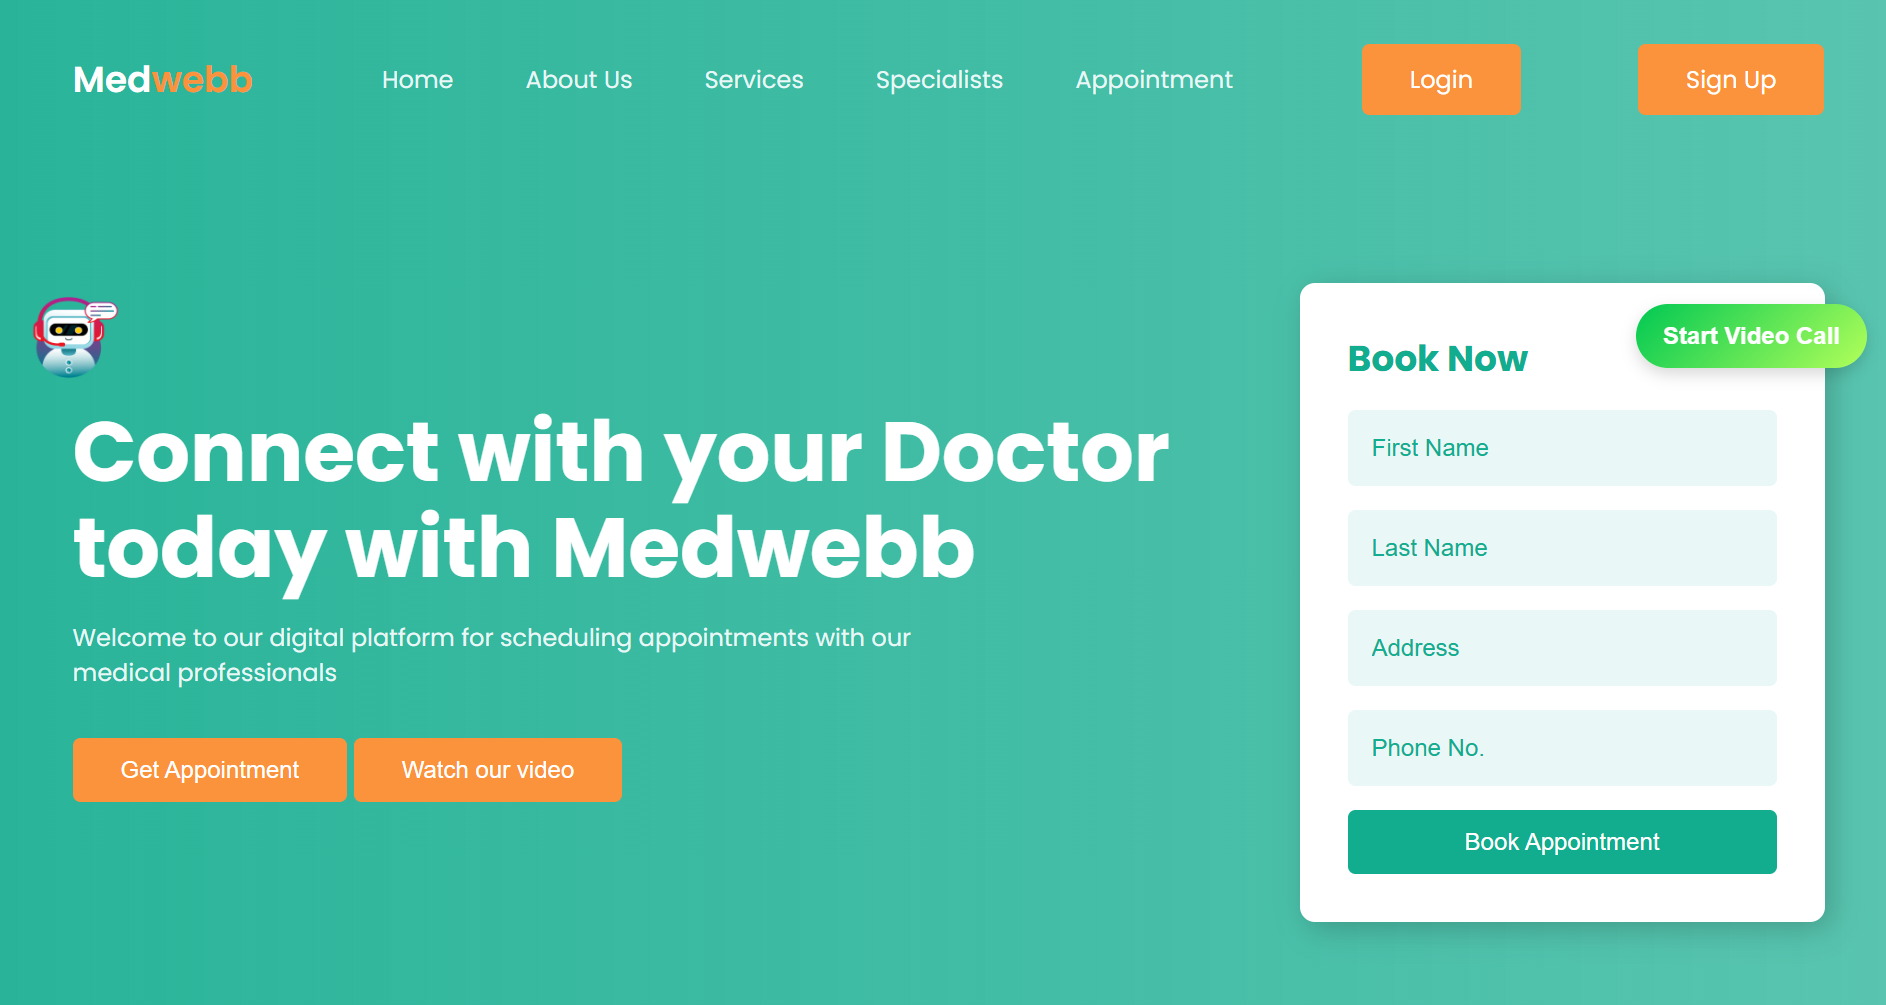 Medwebb
Home
About Us
Services
Specialists
Appointment
Login
Sign Up
Connect with your Doctor
today with Medwebb
Welcome to our digital platform for scheduling appointments with our
medical professionals
Get Appointment
Watch our video
Start Video Call
Book Now
First Name
Last Name
Address
Phone No.
Book Appointment